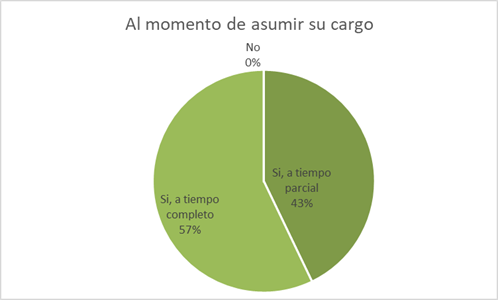 Al momento de asumir su cargo
No
0%
Si, a tiempo
parcial
43%
Si, a tiempo
completo
57%